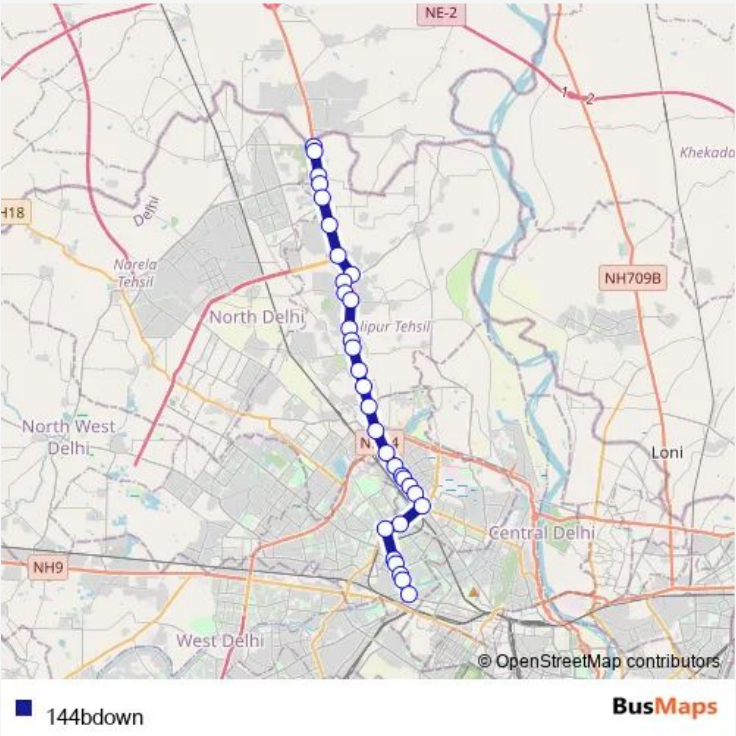 NE-2
1
2
Khekada
Delhi
H18
Narela
Tehsil
NH709B
North Delhi
lipur Tehsil
North West
Delhi
N
4
Loni
Central Delhi
NH9
West Delhi
© OpenStreetMap contributors
144bdown
BusMaps